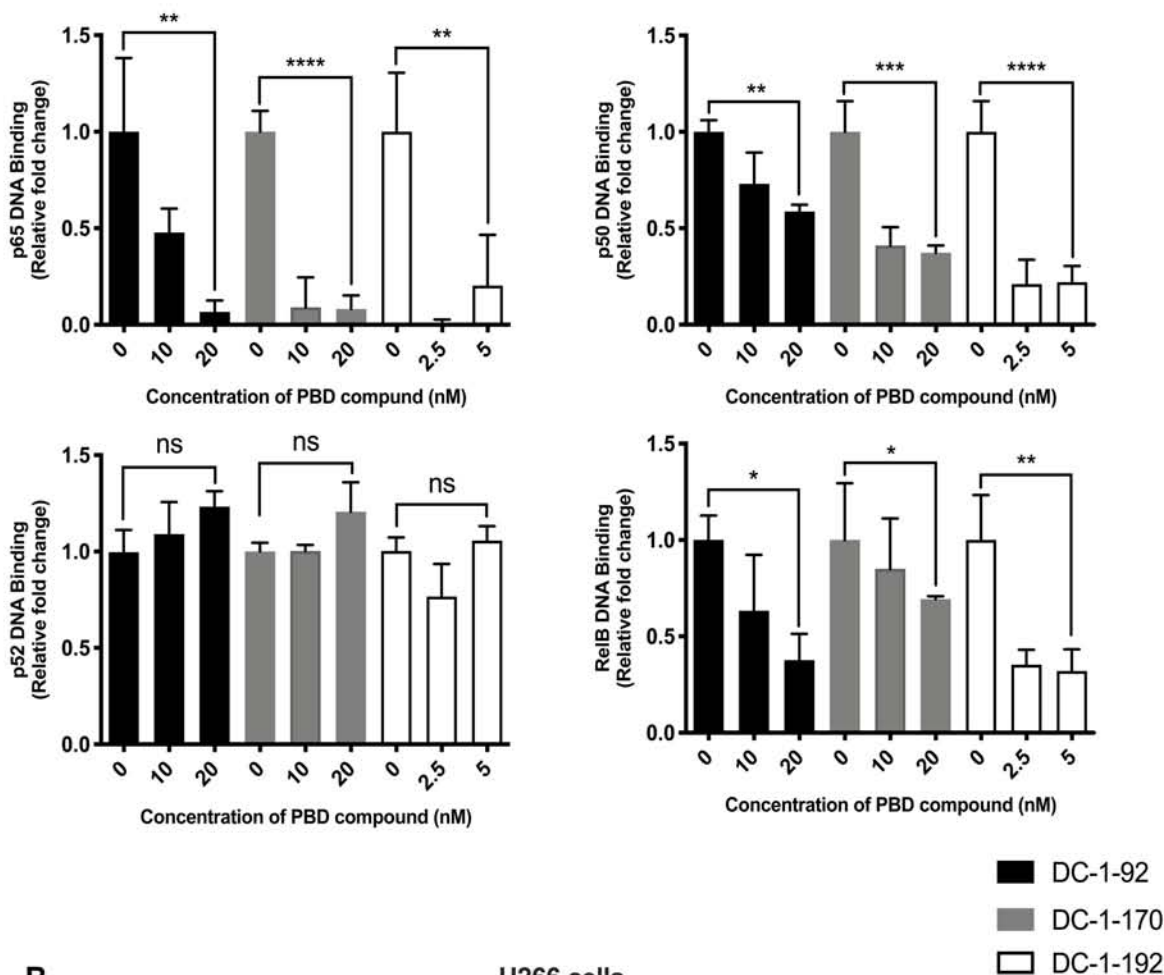 ** **** **
1.5
1.0
0.5
0.0
p65 DNA Binding
(Relative fold change)
0 10 20 0 10 20 0 2.5 5
Concentration of PBD compund (nM)
** *** ****
1.5
1.0
0.5
0.0
p50 DNA Binding
(Relative fold change)
0 10 20 0 10 20 0 2.5 5
Concentration of PBD compound (nM)
ns ns ns
1.5
1.0
0.5
0.0
p52 DNA Binding
(Relative fold change)
0 10 20 0 10 20 0 2.5 5
Concentration of PBD compound (nM)
* * **
1.5
1.0
0.5
0.0
RelB DNA Binding
(Relative fold change)
0 10 20 0 10 20 0 2.5 5
Concentration of PBD compound (nM)
DC-1-92
DC-1-170
DC-1-192